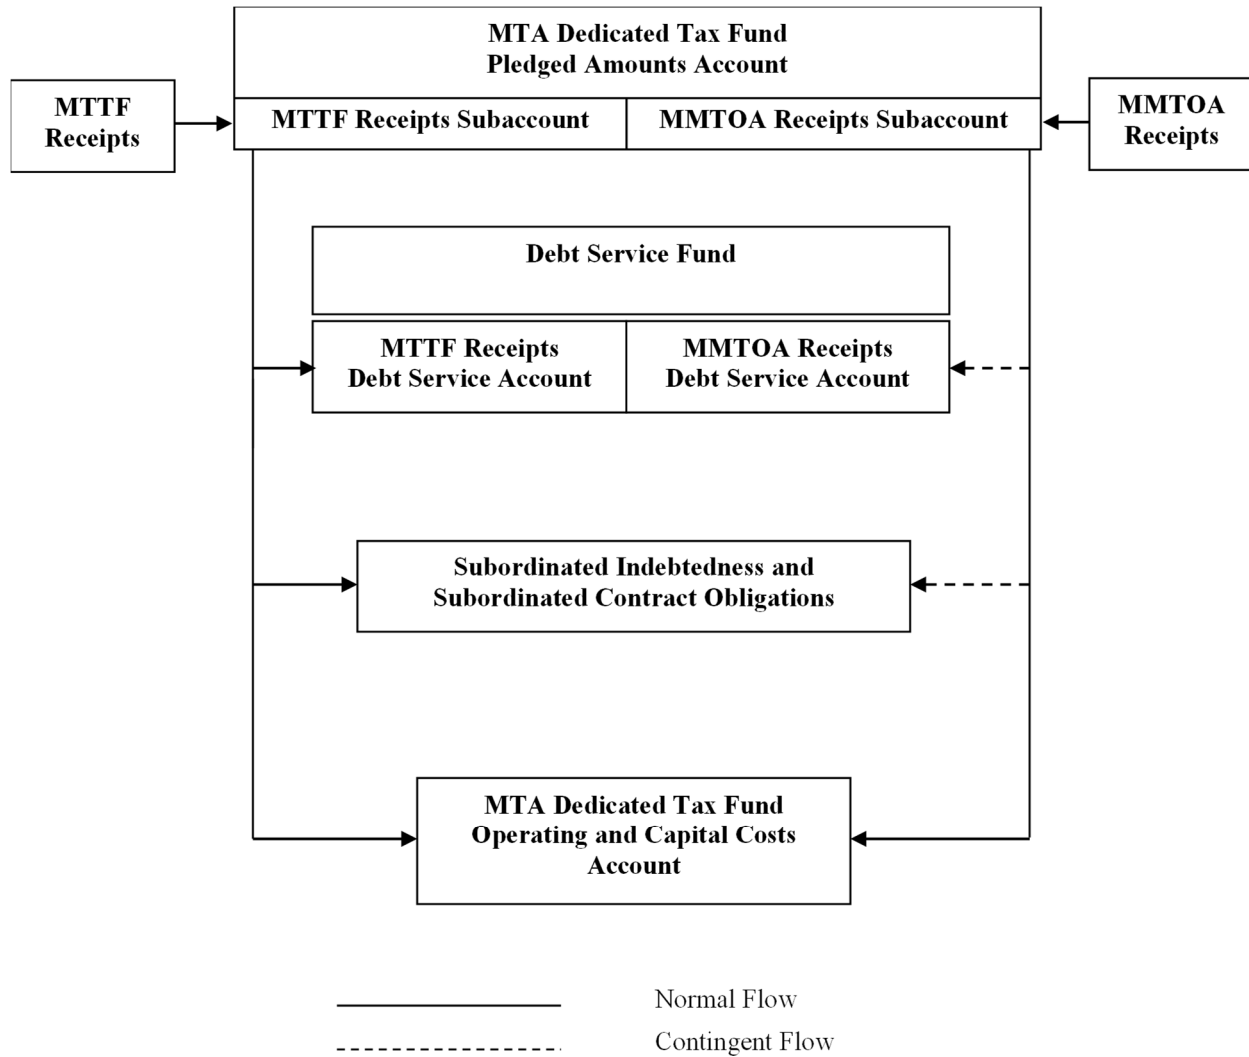 MTA Dedicated Tax Fund
Pledged Amounts Account
MTTF
Receipts
MTTF Receipts Subaccount
MMTOA Receipts Subaccount
MMTOA
Receipts
Debt Service Fund
MTTF Receipts
Debt Service Account
MMTOA Receipts
Debt Service Account
Subordinated Indebtedness and
Subordinated Contract Obligations
MTA Dedicated Tax Fund
Operating and Capital Costs
Account
Normal Flow
Contingent Flow